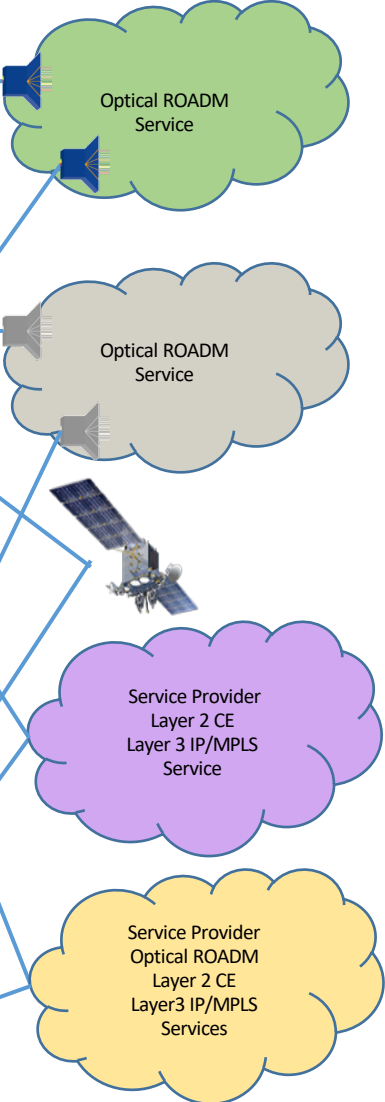 Optical ROADM
Service
Optical ROADM
Service
Service Provider
Layer 2 CE
Layer 3 IP/MPLS
Service
Service Provider
Optical ROADM
Layer 2 CE
Layer3 IP/MPLS
Services